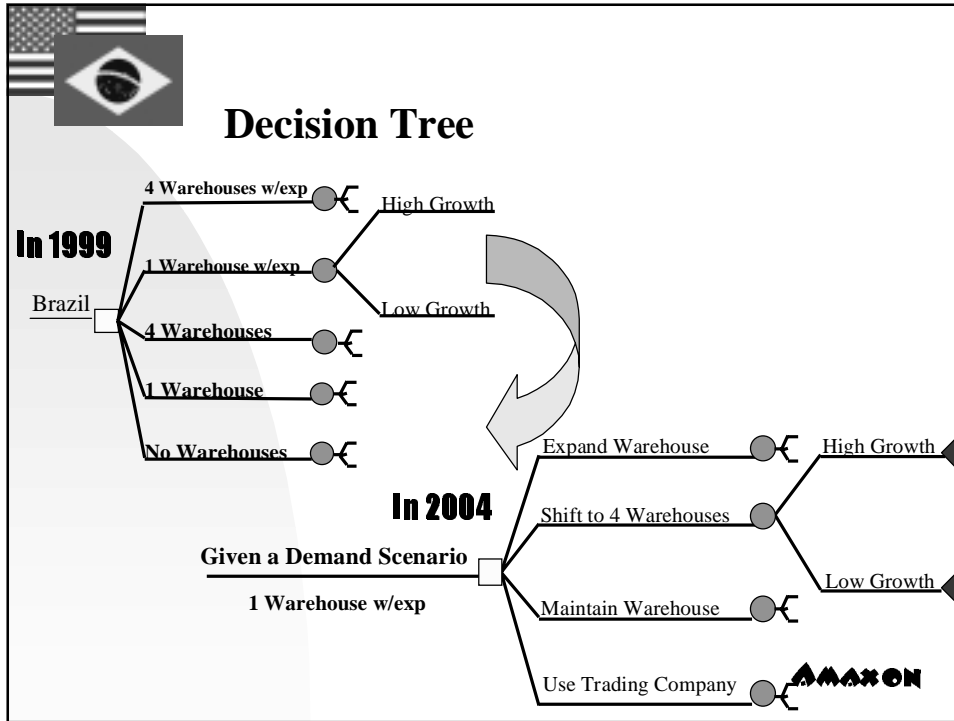 Decision Tree
4 Warehouses w/exp
High Growth
In 1999
1 Warehouse w/exp
Brazil
Low Growth
4 Warehouses
1 Warehouse
No Warehouses
Expand Warehouse
High Growth
In 2004
Shift to 4 Warehouses
Given a Demand Scenario
Low Growth
1 Warehouse w/exp
Maintain Warehouse
Use Trading Company
AMAXON